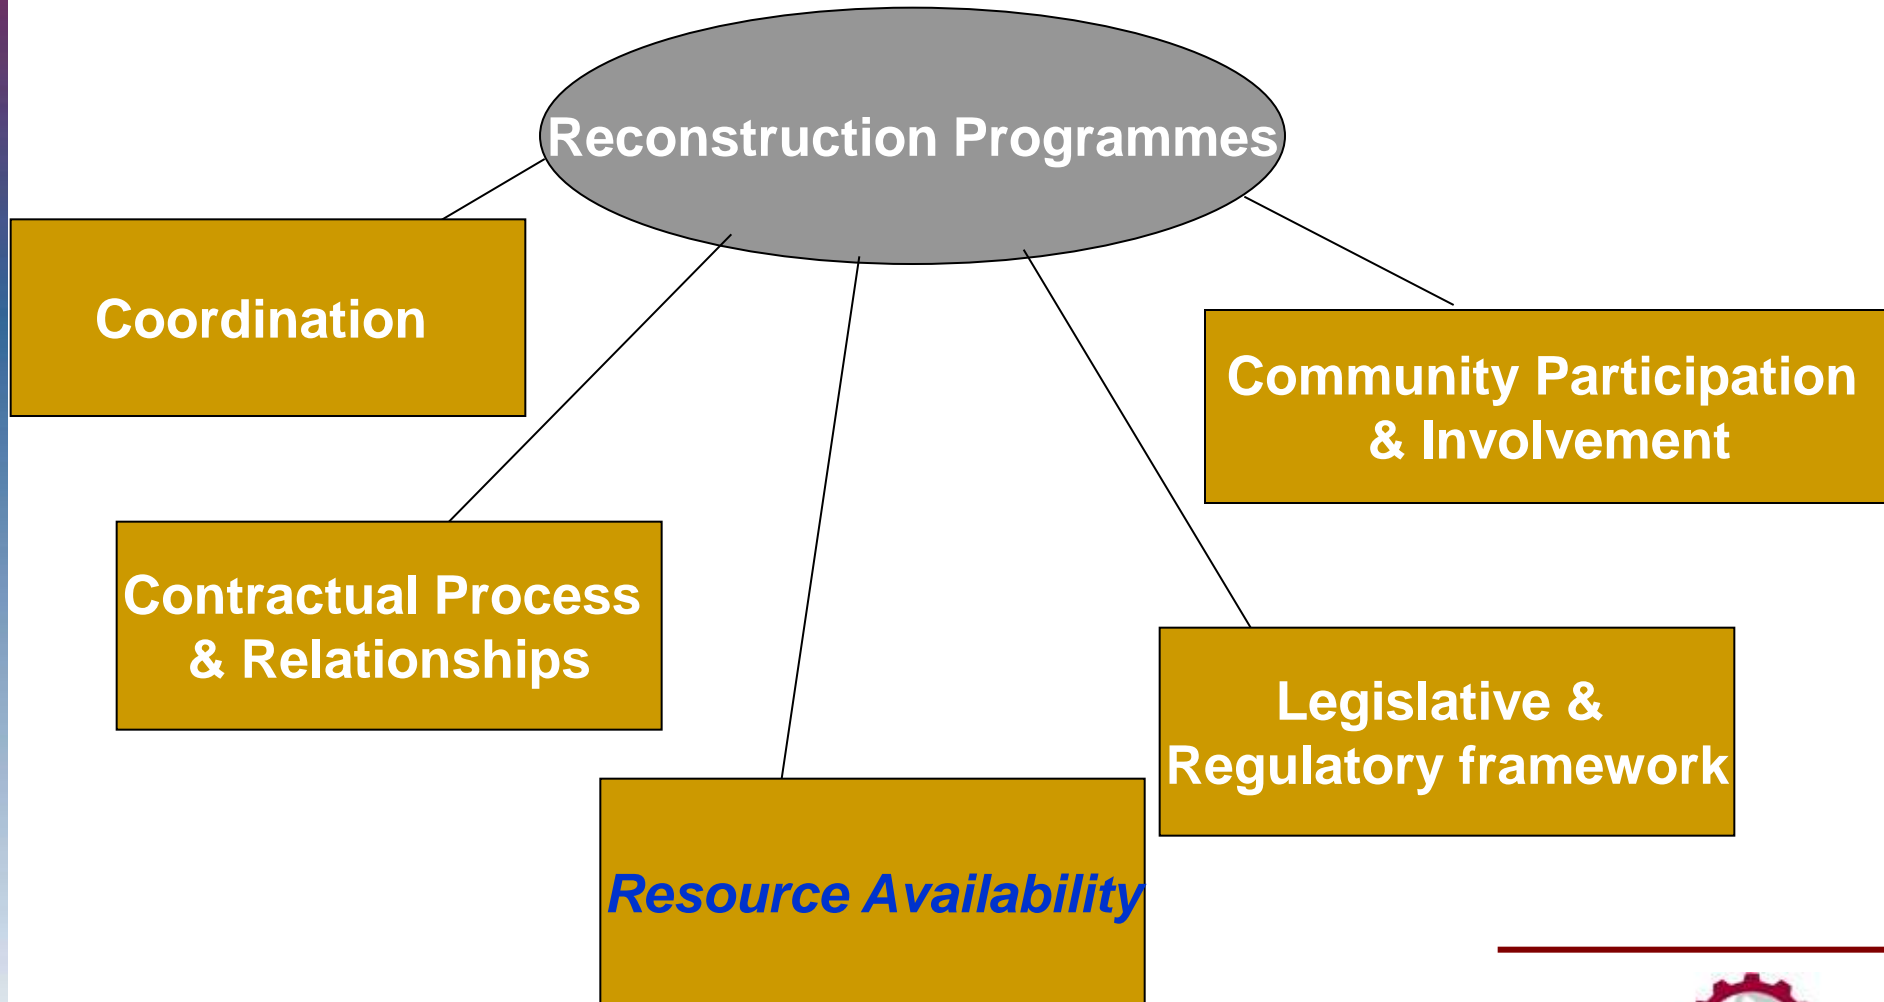 Reconstruction Programmes
Coordination
Community Participation
& Involvement
Contractual Process
& Relationships
Legislative &
Regulatory framework
Resource Availability